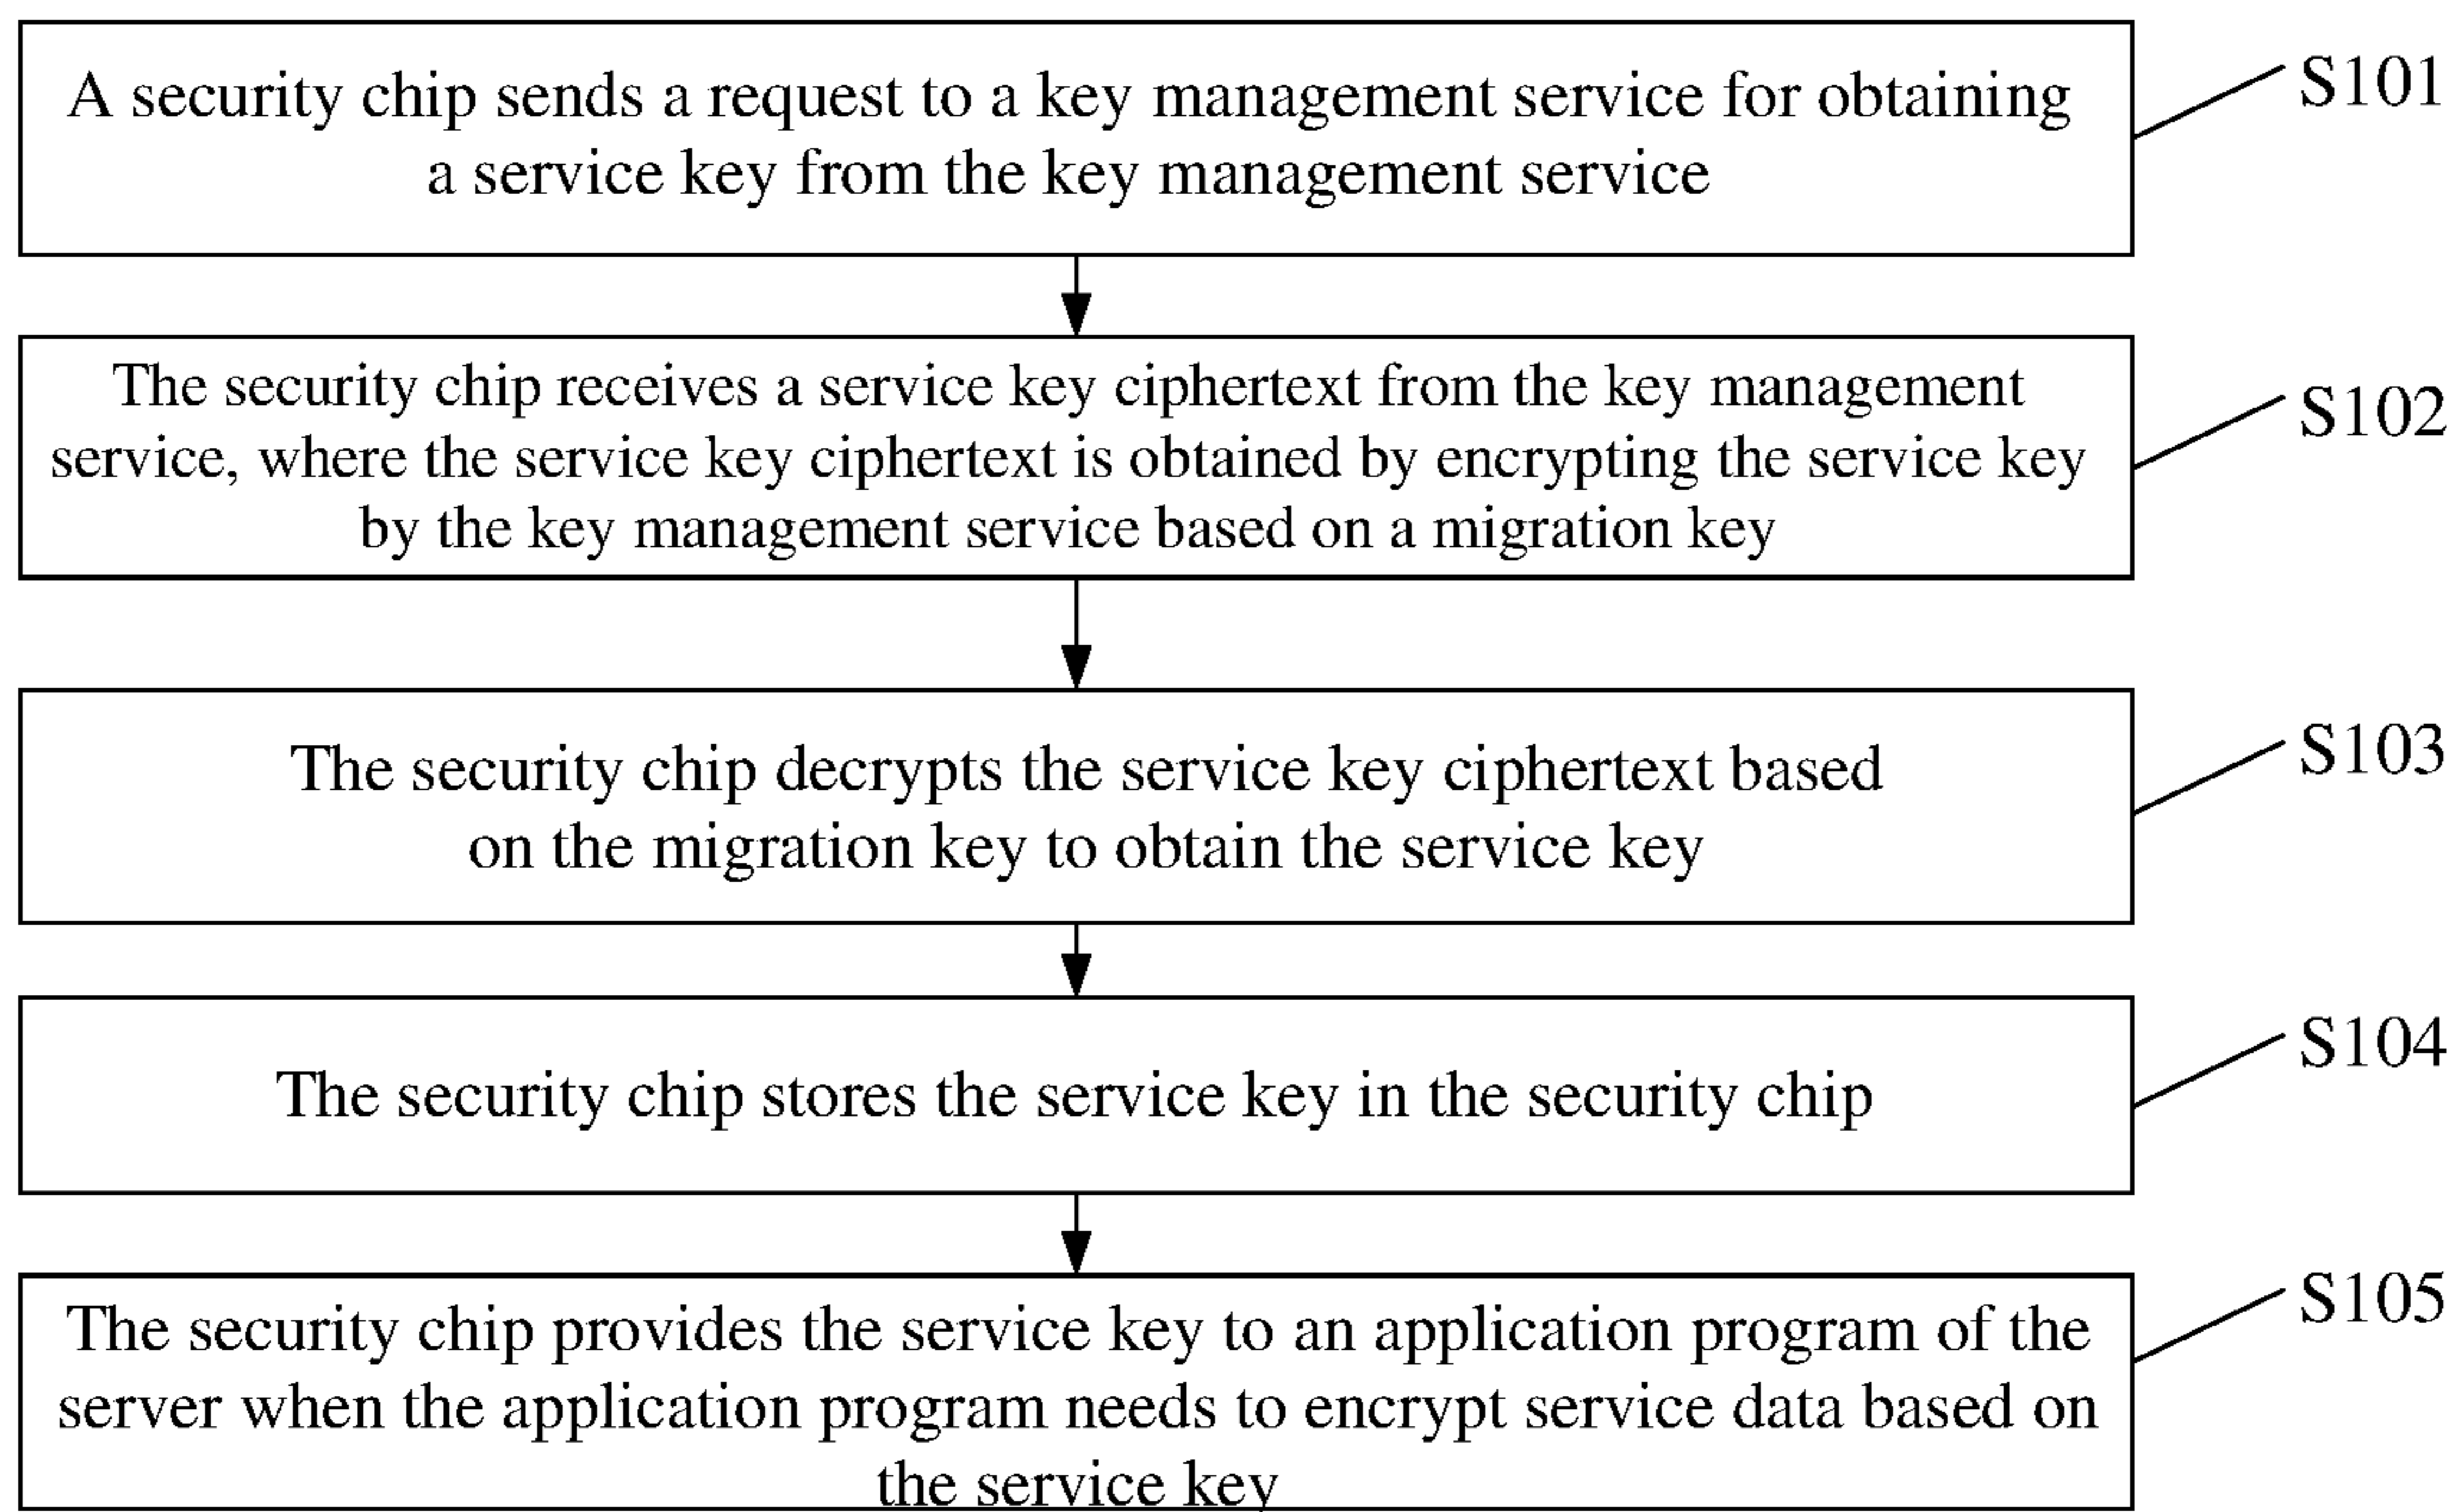 A security chip sends a request to a key management service for obtaining
a service key from the key management service
S101
The security chip receives a service key ciphertext from the key management
service, where the service key ciphertext is obtained by encrypting the service key
by the key management service based on a migration key
S102
The security chip decrypts the service key ciphertext based
on the migration key to obtain the service key
S103
The security chip stores the service key in the security chip
S104
The security chip provides the service key to an application program of the
server when the application program needs to encrypt service data based on
the service key
S105